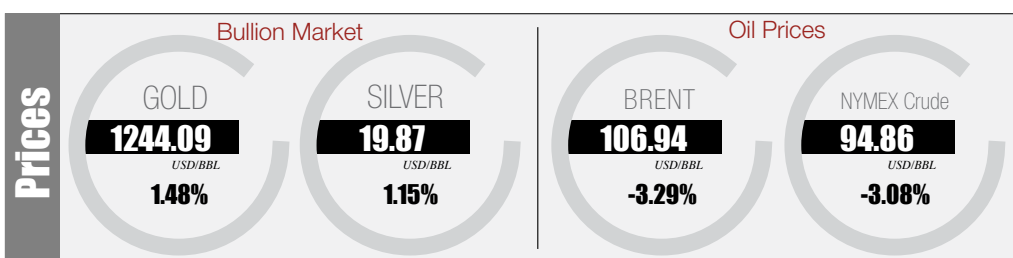 Prices
Bullion Market
GOLD
1244.09
USD/BBL
1.48%
SILVER
19.87
USD/BBL
1.15%
Oil Prices
BRENT
106.94
USD/BBL
-3.29%
NYMEX Crude
94.86
USD/BBL
-3.08%